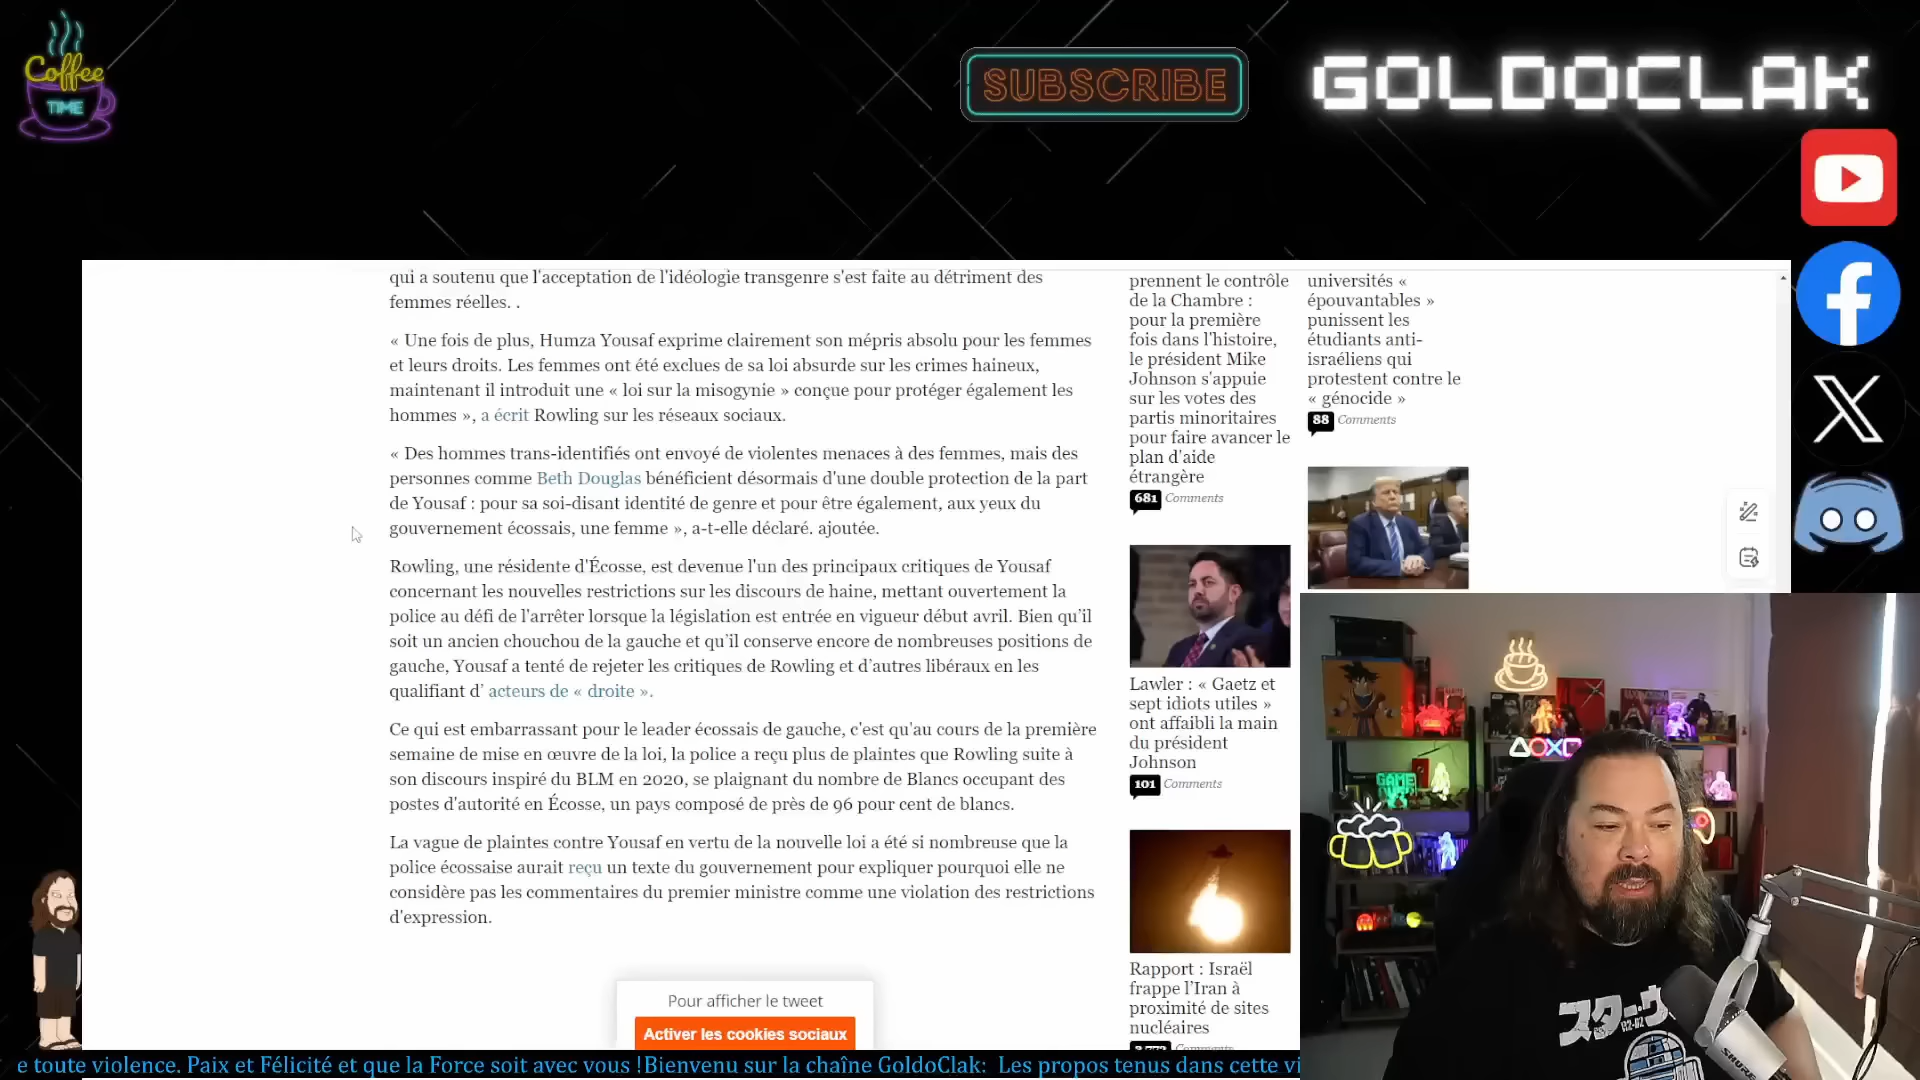 Coffee
TIME
SUBSCRIBE
GOLDOCLAK
qui a soutenu que l'acceptation de l'idéologie transgenre s'est faite au détriment des
femmes réelles. .
« Une fois de plus, Humza Yousaf exprime clairement son mépris absolu pour les femmes
et leurs droits. Les femmes ont été exclues de sa loi absurde sur les crimes haineux,
maintenant il introduit une « loi sur la misogynie » conçue pour protéger également les
hommes », a écrit Rowling sur les réseaux sociaux.
« Des hommes trans-identifiés ont envoyé de violentes menaces à des femmes, mais des
personnes comme Beth Douglas bénéficient désormais d'une double protection de la part
de Yousaf : pour sa soi-disant identité de genre et pour être également, aux yeux du
gouvernement écossais, une femme », a-t-elle déclaré. ajoutée.
Rowling, une résidente d'Écosse, est devenue l'un des principaux critiques de Yousaf
concernant les nouvelles restrictions sur les discours de haine, mettant ouvertement la
police au défi de l'arrêter lorsque la législation est entrée en vigueur début avril. Bien qu'il
soit un ancien chouchou de la gauche et qu'il conserve encore de nombreuses positions de
gauche, Yousaf a tenté de rejeter les critiques de Rowling et d'autres libéraux en les
qualifiant d' acteurs de « droite ».
Ce qui est embarrassant pour le leader écossais de gauche, c'est qu'au cours de la première
semaine de mise en œuvre de la loi, la police a reçu plus de plaintes que Rowling suite à
son discours inspiré du BLM en 2020, se plaignant du nombre de Blancs occupant des
postes d'autorité en Écosse, un pays composé de près de 96 pour cent de blancs.
La vague de plaintes contre Yousaf en vertu de la nouvelle loi a été si nombreuse que la
police écossaise aurait reçu un texte du gouvernement pour expliquer pourquoi elle ne
considère pas les commentaires du premier ministre comme une violation des restrictions
d'expression.
Pour afficher le tweet
Activer les cookies sociaux
prennent le contrôle
de la Chambre :
pour la première
fois dans l'histoire,
le président Mike
Johnson s'appuie
sur les votes des
partis minoritaires
pour faire avancer le
plan d'aide
étrangère
681 Comments
Lawler : « Gaetz et
sept idiots utiles »
ont affaibli la main
du président
Johnson
101 Comments
Rapport : Israël
frappe l'Iran à
proximité de sites
nucléaires
Comments
universités «
épouvantables »
punissent les
étudiants anti-
israéliens qui
protestent contre le
« génocide »
88 Comments
GAME
スター・ウ
R2-D2
SHURE
e toute violence. Paix et Félicité et que la Force soit avec vous !Bienvenu sur la chaîne GoldoClak: Les propos tenus dans cette vi